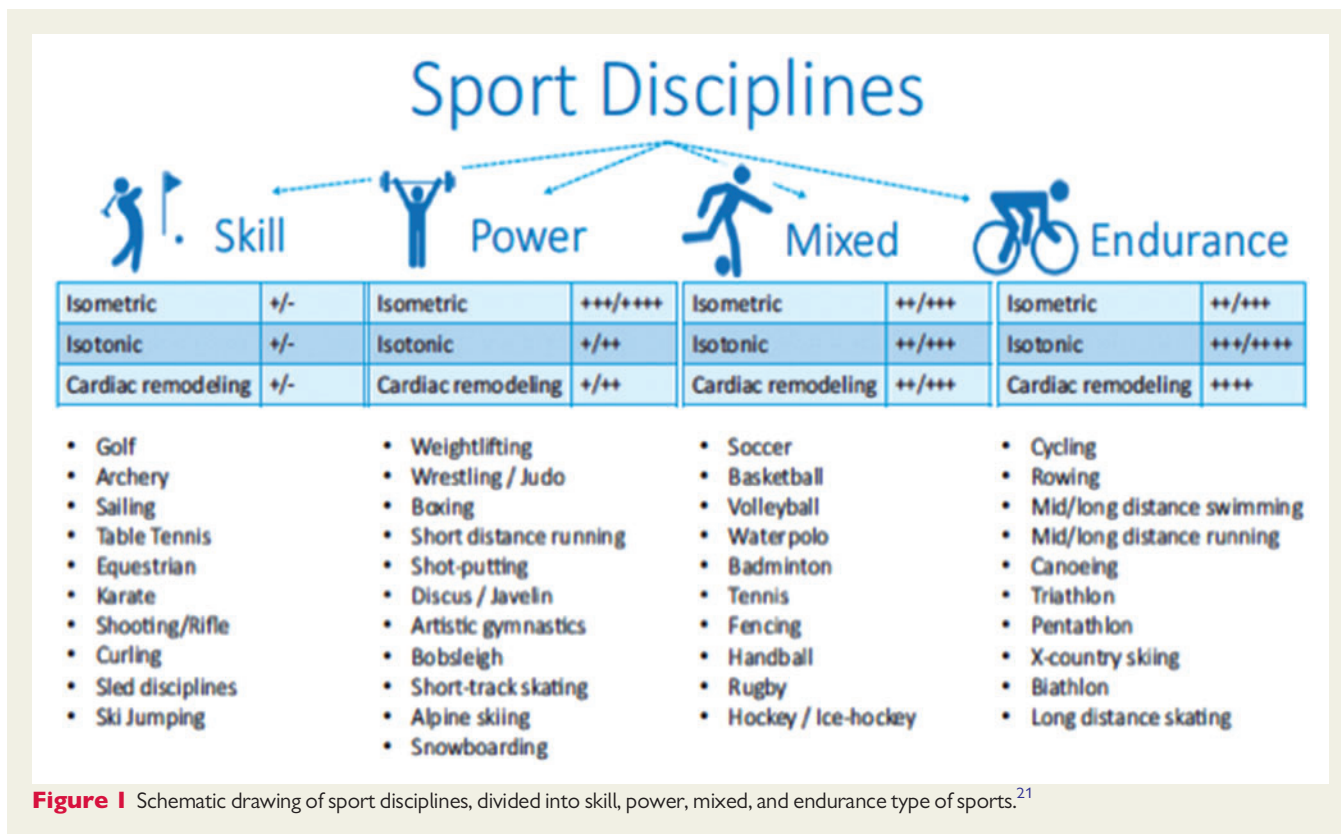 Sport Disciplines
Skill
Isometric +/-
Isotonic +/-
Cardiac remodeling +/-
• Golf
• Archery
• Sailing
• Table Tennis
• Equestrian
• Karate
• Shooting/Rifle
• Curling
• Sled disciplines
• Ski Jumping
Power
Isometric +++/++++
Isotonic +/++
Cardiac remodeling +/++
• Weightlifting
• Wrestling / Judo
• Boxing
• Short distance running
• Shot-putting
• Discus / Javelin
• Artistic gymnastics
• Bobsleigh
• Short-track skating
• Alpine skiing
• Snowboarding
Mixed
Isometric ++/+++
Isotonic ++/+++
Cardiac remodeling ++/+++
• Soccer
• Basketball
• Volleyball
• Waterpolo
• Badminton
• Tennis
• Fencing
• Handball
• Rugby
• Hockey / Ice-hockey
Endurance
Isometric ++/+++
Isotonic +++/++++
Cardiac remodeling ++++
• Cycling
• Rowing
• Mid/long distance swimming
• Mid/long distance running
• Canoeing
• Triathlon
• Pentathlon
• X-country skiing
• Biathlon
• Long distance skating
Figure 1 Schematic drawing of sport disciplines, divided into skill, power, mixed, and endurance type of sports.21